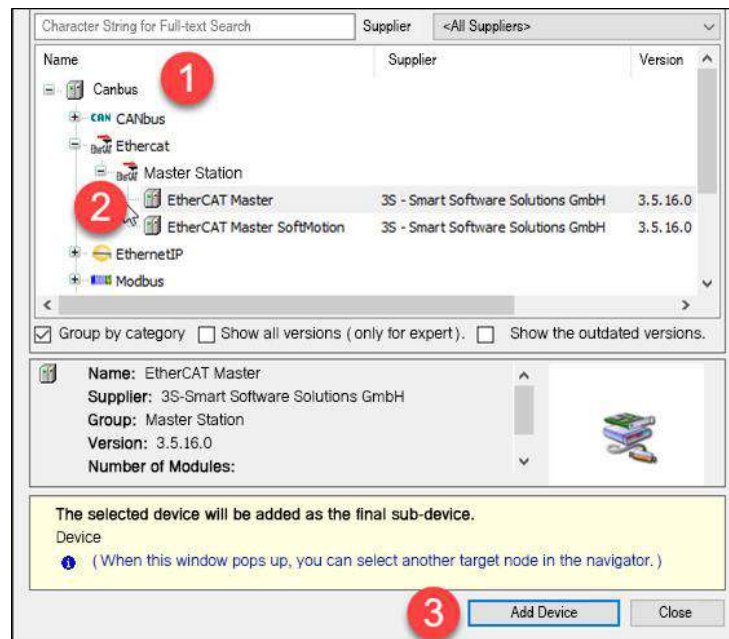 Character String for Full-text Search Supplier <All Suppliers>
Name Supplier Version
1
Canbus
CAN CANbus
Ethercat
Master Station
2
EtherCAT Master 3S - Smart Software Solutions GmbH 3.5.16.0
EtherCAT Master SoftMotion 3S - Smart Software Solutions GmbH 3.5.16.0
EthernetIP
Modbus
Group by category Show all versions (only for expert). Show the outdated versions.
Name: EtherCAT Master
Supplier: 3S-Smart Software Solutions GmbH
Group: Master Station
Version: 3.5.16.0
Number of Modules:
The selected device will be added as the final sub-device.
Device
(When this window pops up, you can select another target node in the navigator.)
3 Add Device Close